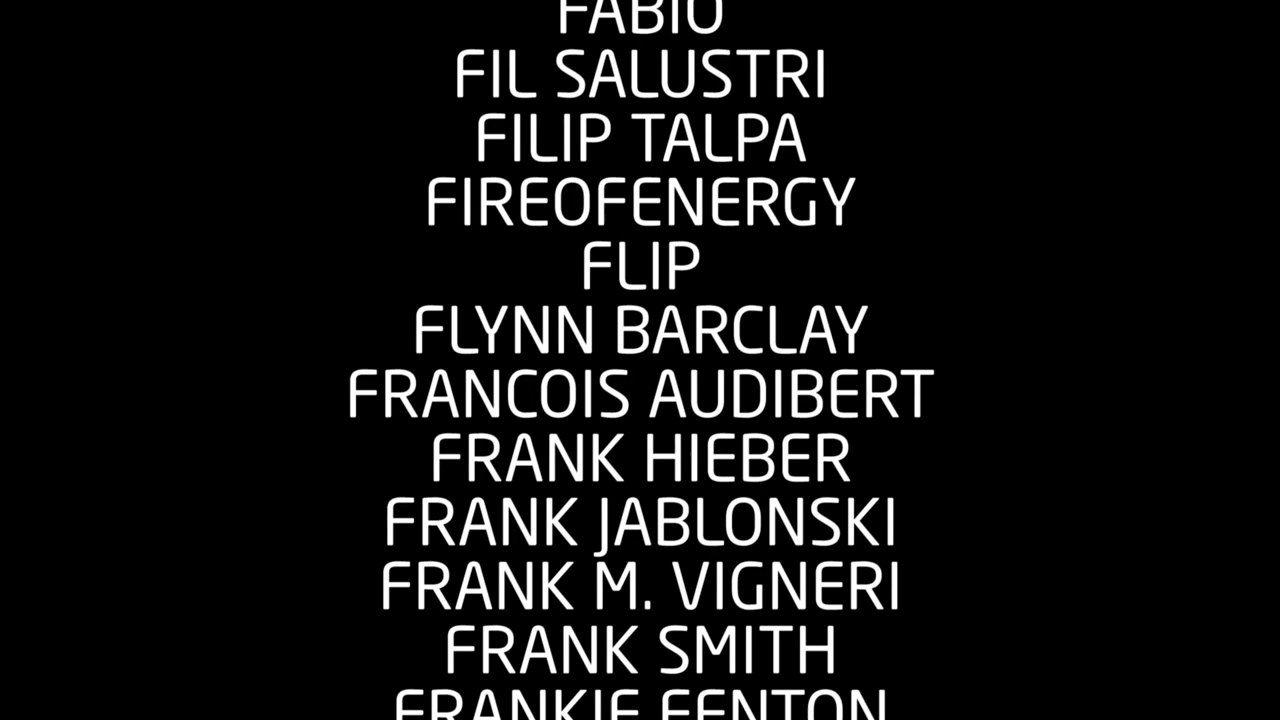 FABIO
FIL SALUSTRI
FILIP TALPA
FIREOFENERGY
FLIP
FLYNN BARCLAY
FRANCOIS AUDIBERT
FRANK HIEBER
FRANK JABLONSKI
FRANK M. VIGNERI
FRANK SMITH
FRANKIE FENTON